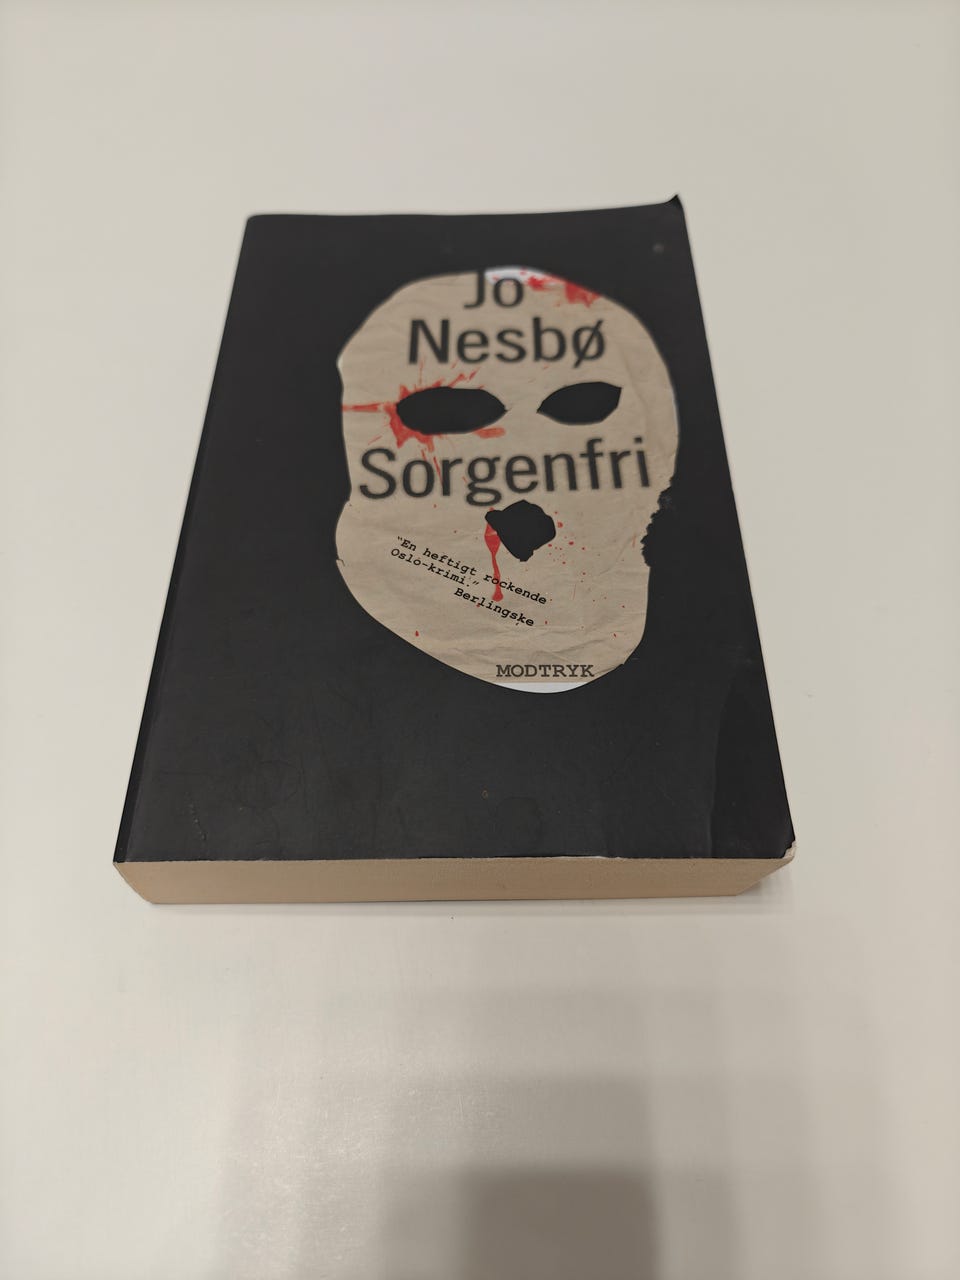 Jo
Nesbø
Sorgenfri
"En heftigt rockende
Oslo-krimi."
Berlingske
MODTRYK